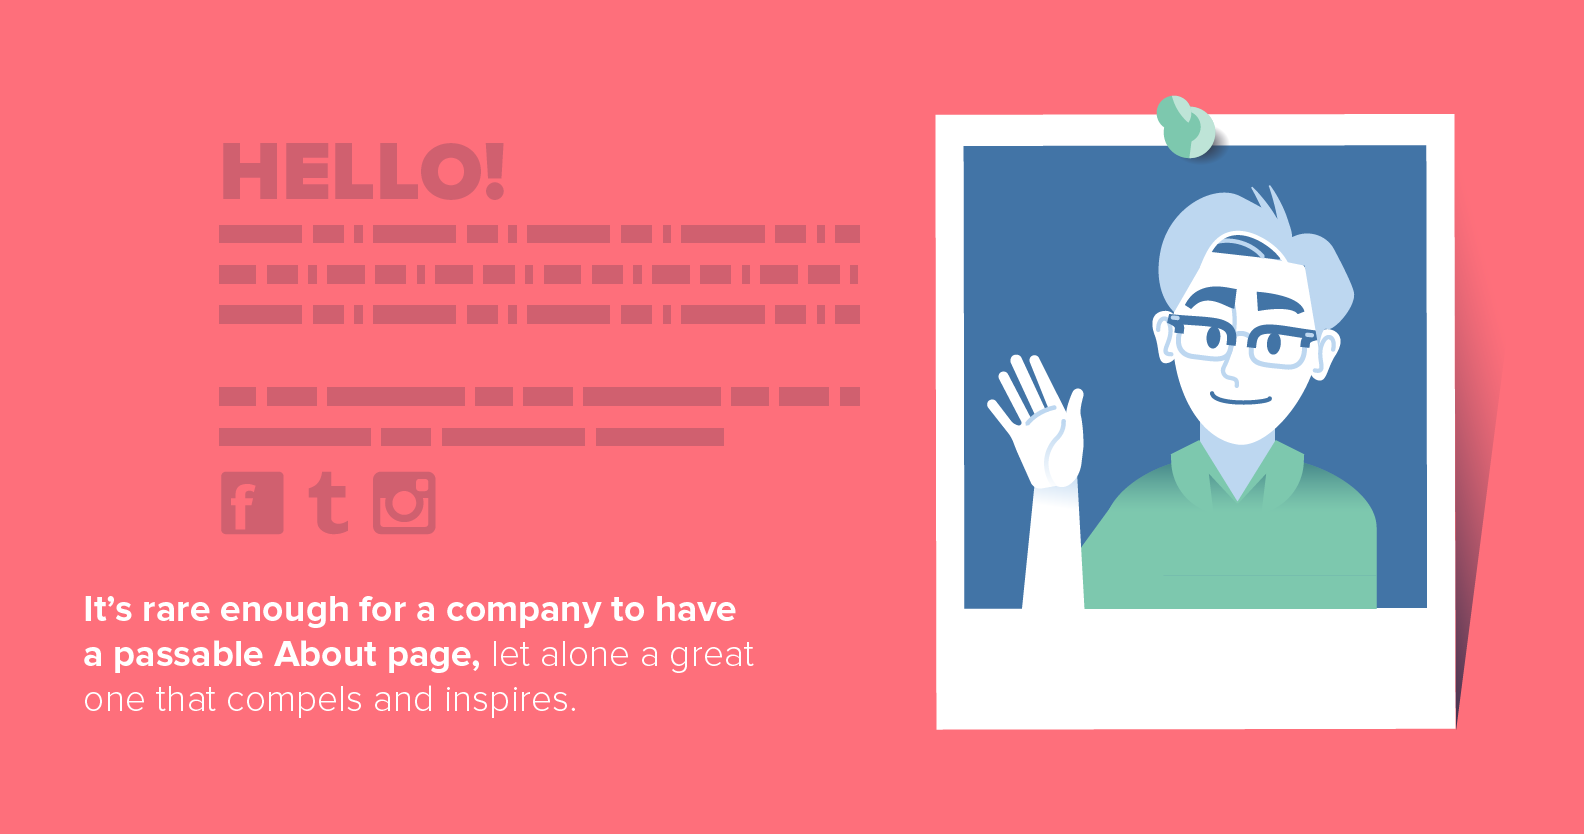 HELLO!
It’s rare enough for a company to have
a passable About page, let alone a great
one that compels and inspires.